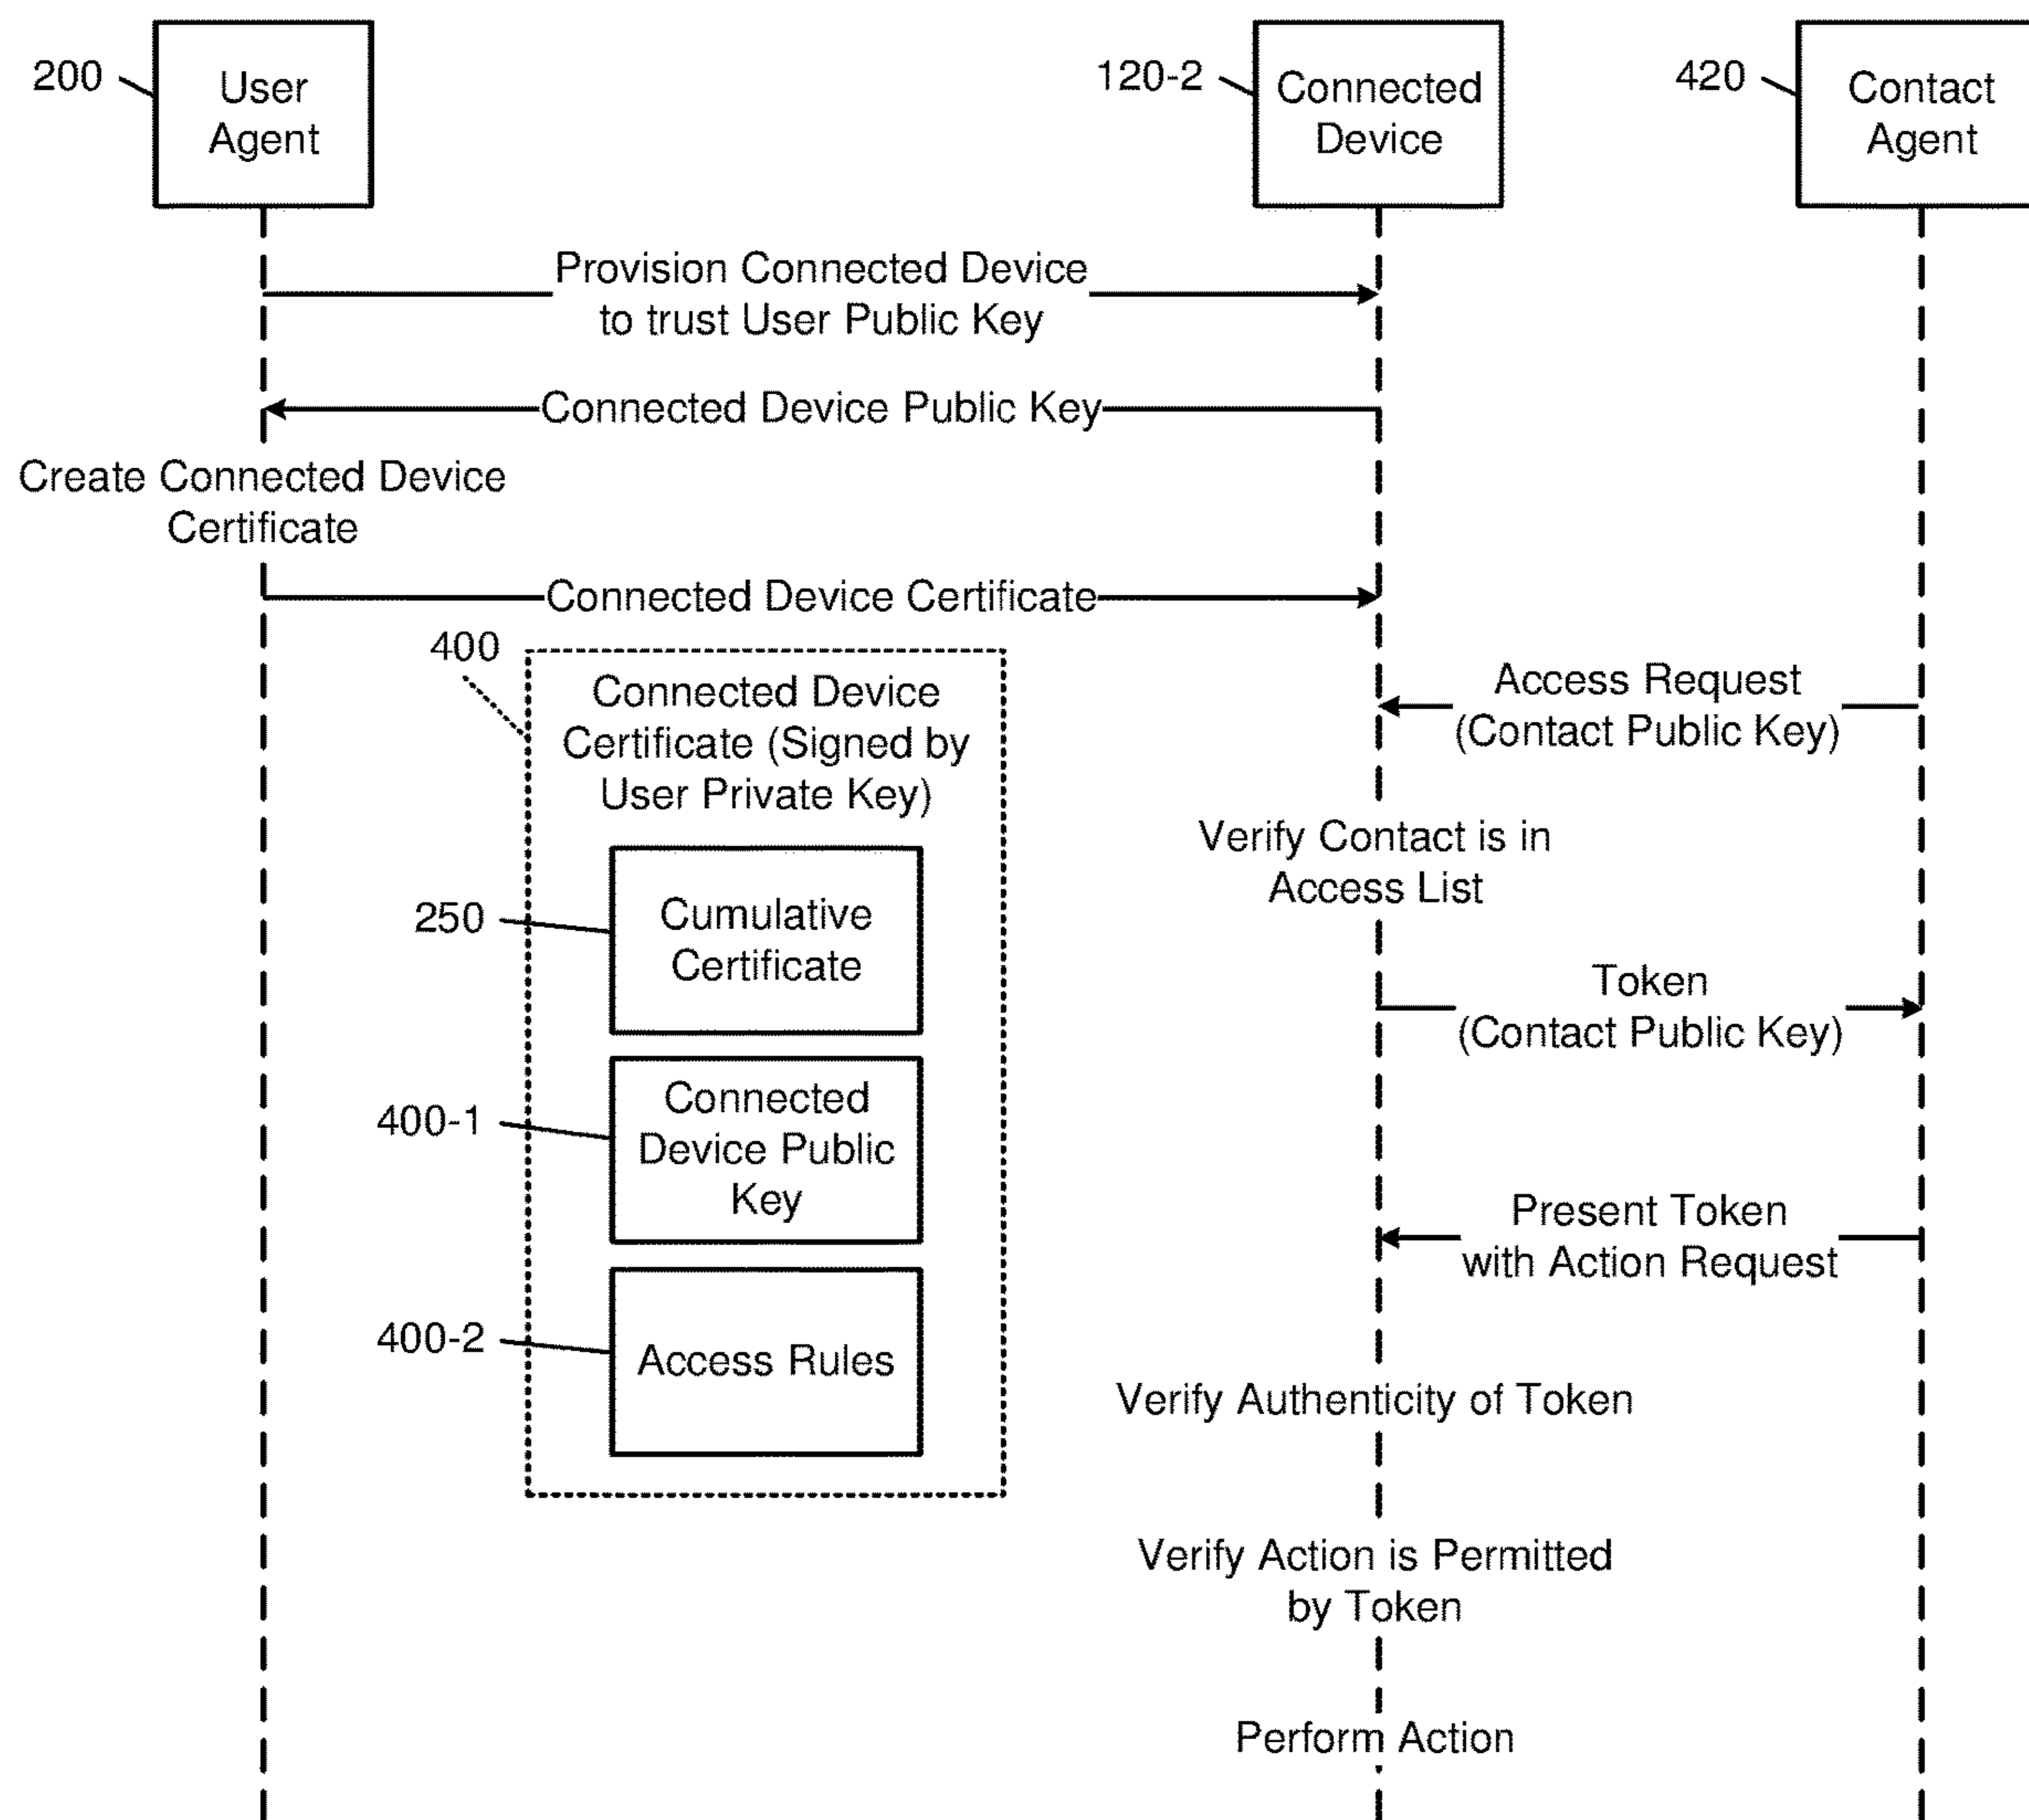 200
User
Agent
120-2
Connected
Device
420
Contact
Agent
Provision Connected Device
to trust User Public Key
Connected Device Public Key
Create Connected Device
Certificate
Connected Device Certificate
400
Connected Device
Certificate (Signed by
User Private Key)
Access Request
(Contact Public Key)
Verify Contact is in
Access List
250
Cumulative
Certificate
Token
(Contact Public Key)
400-1
Connected
Device Public
Key
Present Token
with Action Request
400-2
Access Rules
Verify Authenticity of Token
Verify Action is Permitted
by Token
Perform Action